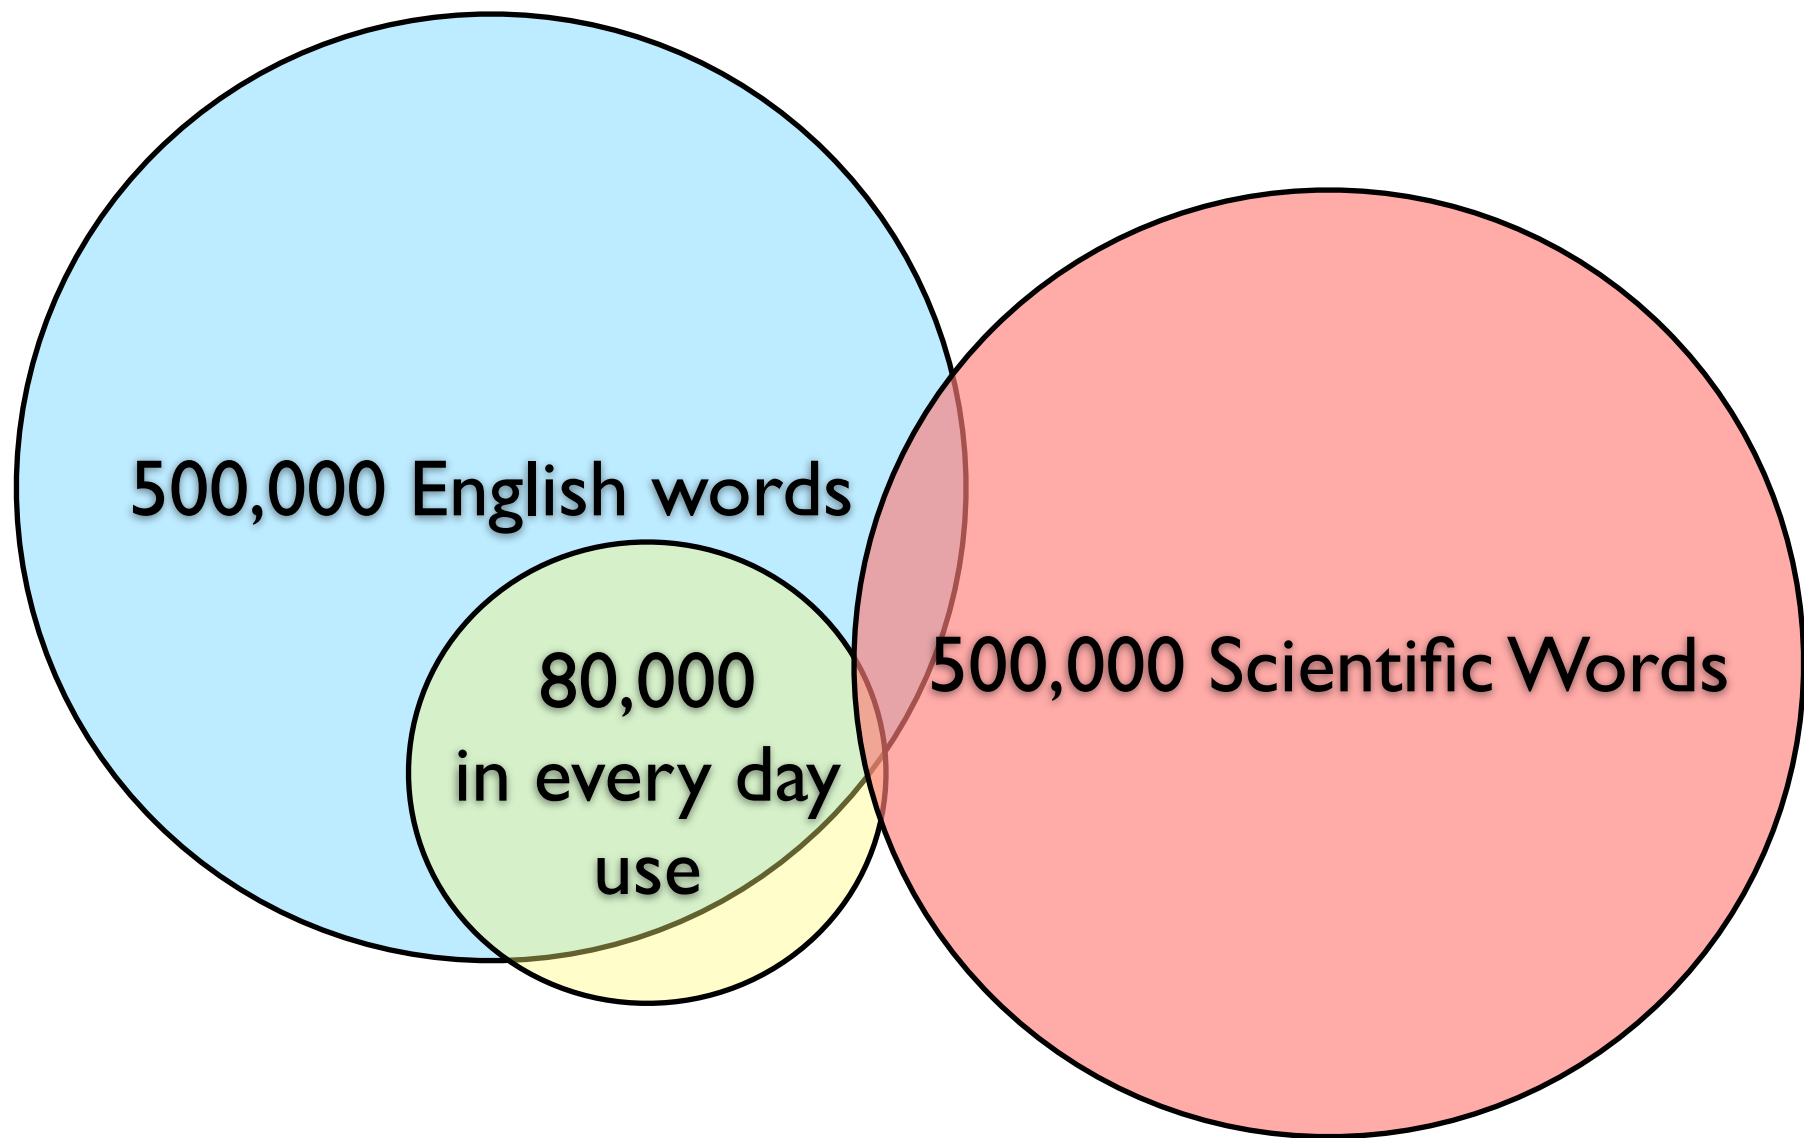 500,000 English words
80,000
in every day
use
500,000 Scientific Words